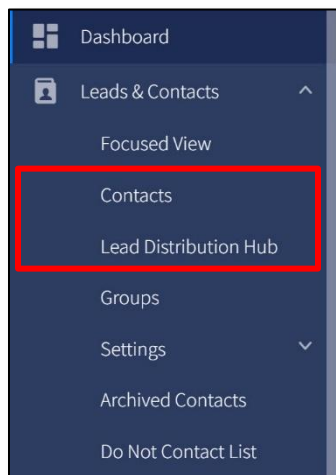 Dashboard
Leads & Contacts
Focused View
Contacts
Lead Distribution Hub
Groups
Settings
Archived Contacts
Do Not Contact List